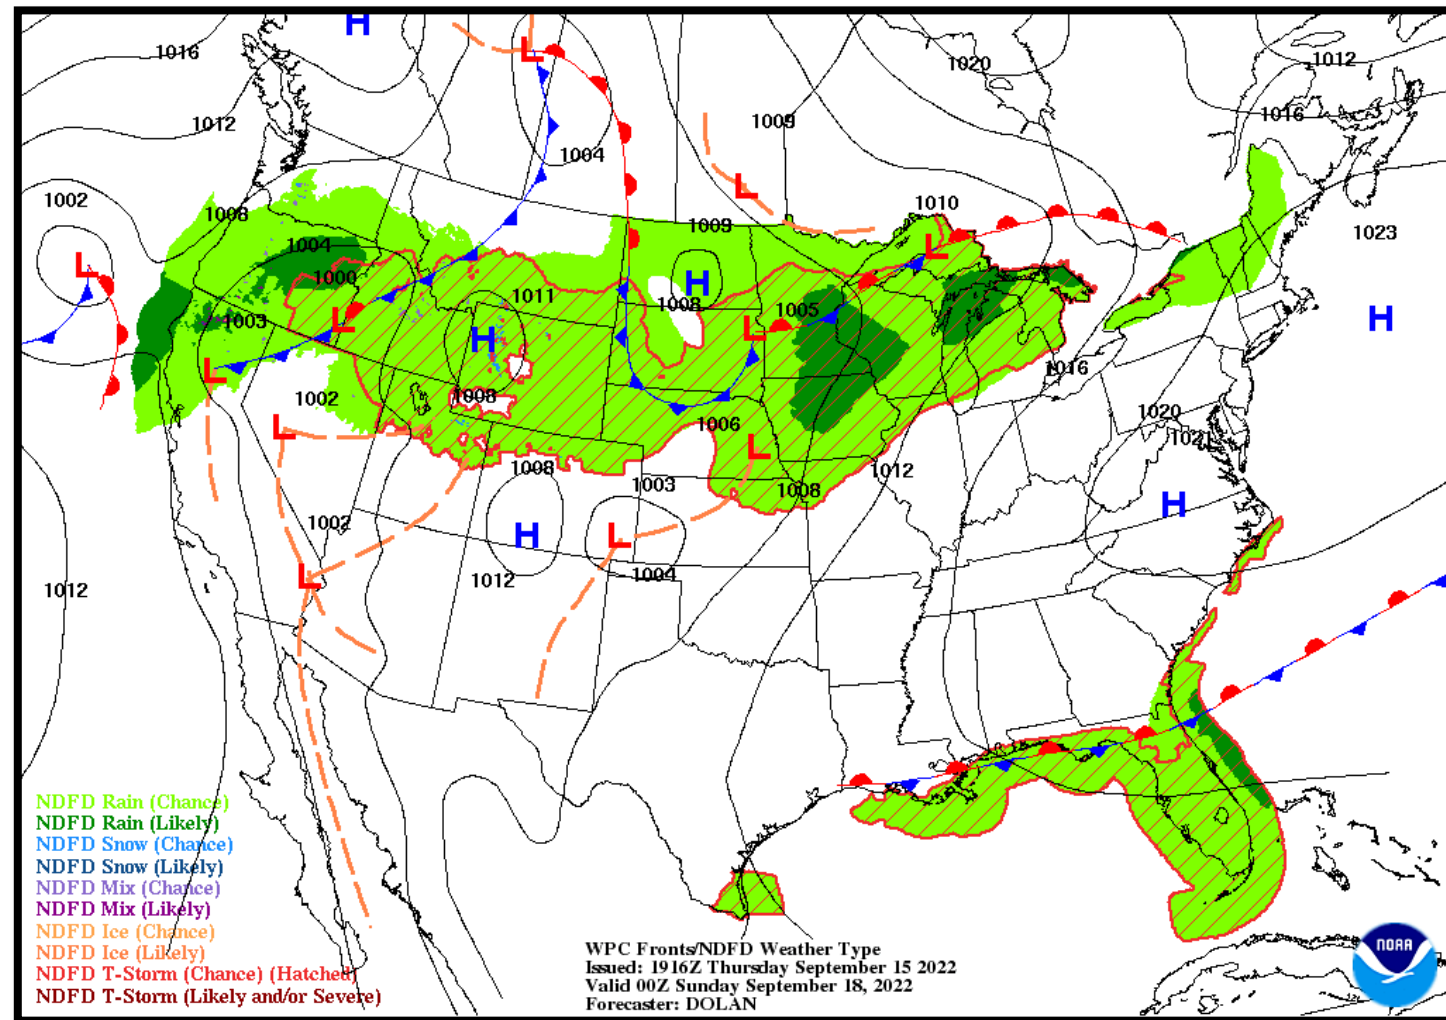 H
1016
L
1020
1012
1016
1012
1009
1004
L
1002
1008
1009
1010
1023
1004
L
L
1000
H
1011
1008
1005
H
1003
L
H
L
L
1016
1002
1008
1020
L
1006
L
1021
1008
1012
1003
1008
H
1002
H
L
1012
1004
L
1012
NDFD Rain (Chance)
NDFD Rain (Likely)
NDFD Snow (Chance)
NDFD Snow (Likely)
NDFD Mix (Chance)
NDFD Mix (Likely)
NDFD Ice (Chance)
NDFD Ice (Likely)
NDFD T-Storm (Chance) (Hatched)
NDFD T-Storm (Likely and/or Severe)
WPC Fronts/NDFD Weather Type
Issued: 1916Z Thursday September 15 2022
Valid 00Z Sunday September 18, 2022
Forecaster: DOLAN
NOAA